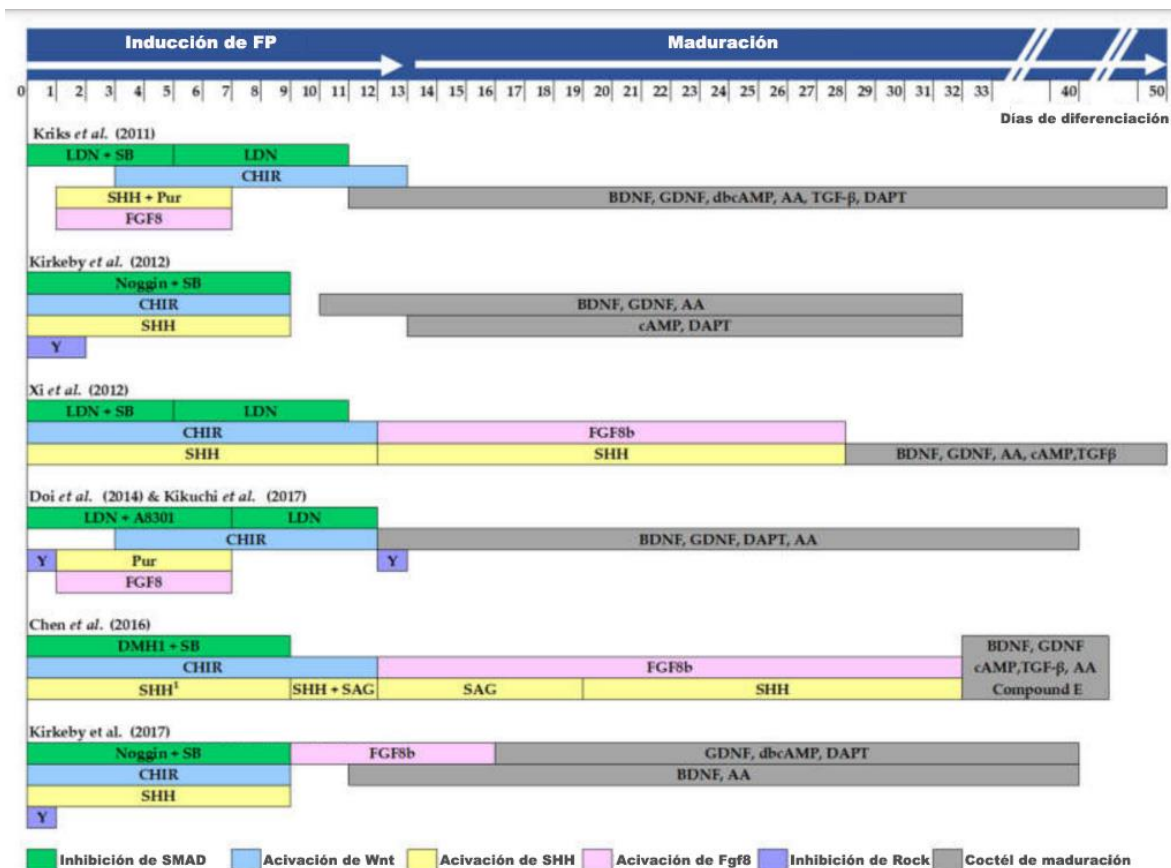 Inducción de FP Maduración
0 1 2 3 4 5 6 7 8 9 10 11 12 13 14 15 16 17 18 19 20 21 22 23 24 25 26 27 28 29 30 31 32 33 40 50
Días de diferenciación
Kriks et al. (2011)
LDN + SB LDN
CHIR
SHH + Pur BDNF, GDNF, dbcAMP, AA, TGF-β, DAPT
FGF8
Kirkeby et al. (2012)
Noggin + SB
CHIR BDNF, GDNF, AA
SHH cAMP, DAPT
Y
Xi et al. (2012)
LDN + SB LDN
CHIR FGF8b
SHH SHH BDNF, GDNF, AA, cAMP,TGFβ
Doi et al. (2014) & Kikuchi et al. (2017)
LDN + A8301 LDN
CHIR BDNF, GDNF, DAPT, AA
Y Pur Y
FGF8
Chen et al. (2016)
DMH1 + SB BDNF, GDNF
CHIR FGF8b cAMP,TGF-β, AA
SHH¹ SHH + SAG SAG SHH Compound E
Kirkeby et al. (2017)
Noggin + SB FGF8b GDNF, dbcAMP, DAPT
CHIR BDNF, AA
SHH
Y
Inhibición de SMAD Acivación de Wnt Acivación de SHH Acivación de Fgf8 Inhibición de Rock Coctél de maduración